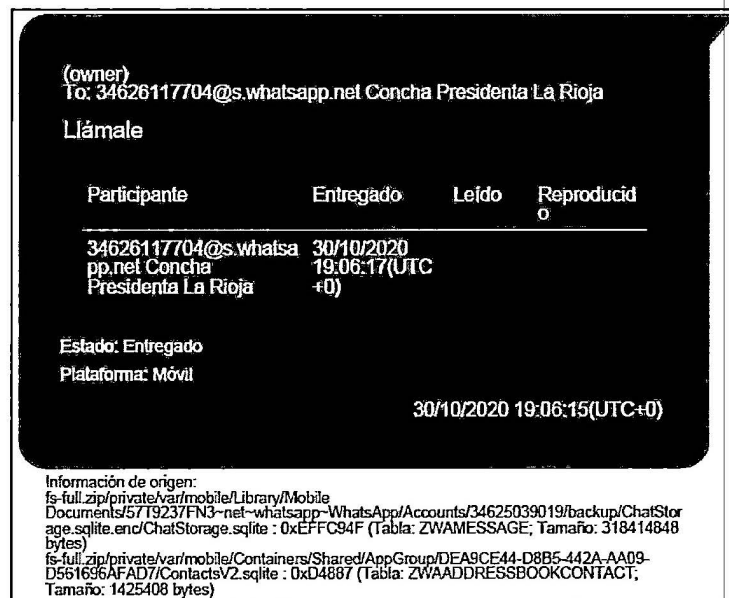 (owner)
To: 34626117704@s.whatsapp.net Concha Presidenta La Rioja
Llámale
Participante Entregado Leído Reproducid
o
34626117704@s.whatsa 30/10/2020
pp.net Concha 19:06:17(UTC
Presidenta La Rioja +0)
Estado: Entregado
Plataforma: Móvil
30/10/2020 19:06:15(UTC+0)
Información de origen:
fs-full.zip/private/var/mobile/Library/Mobile
Documents/57T9237FN3~net~whatsapp~WhatsApp/Accounts/34625039019/backup/ChatStor
age.sqlite.enc/ChatStorage.sqlite : 0xEFFC94F (Tabla: ZWAMESSAGE; Tamaño: 318414848
bytes)
fs-full.zip/private/var/mobile/Containers/Shared/AppGroup/DEA9CE44-D8B5-442A-AA09-
D561696AFAD7/ContactsV2.sqlite : 0xD4887 (Tabla: ZWAADDRESSBOOKCONTACT;
Tamaño: 1425408 bytes)